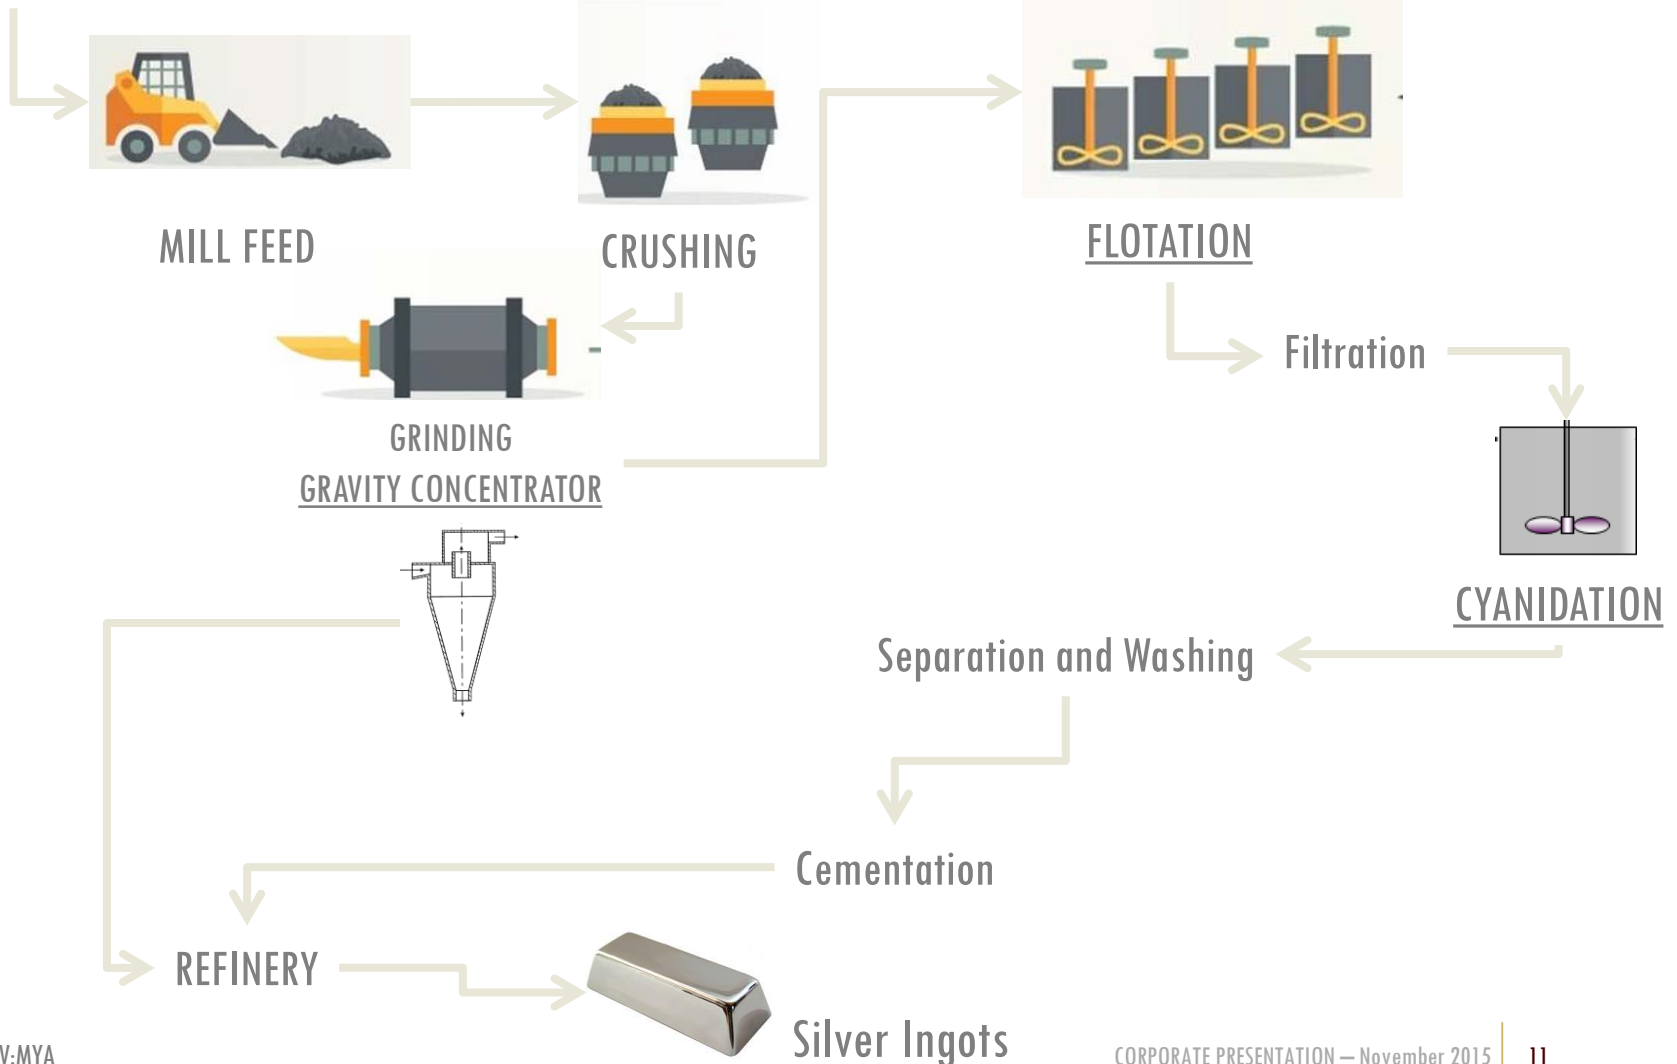 MILL FEED
CRUSHING
FLOTATION
Filtration
GRINDING
GRAVITY CONCENTRATOR
CYANIDATION
Separation and Washing
Cementation
REFINERY
Silver Ingots
V:MYA
CORPORATE PRESENTATION – November 2015
11